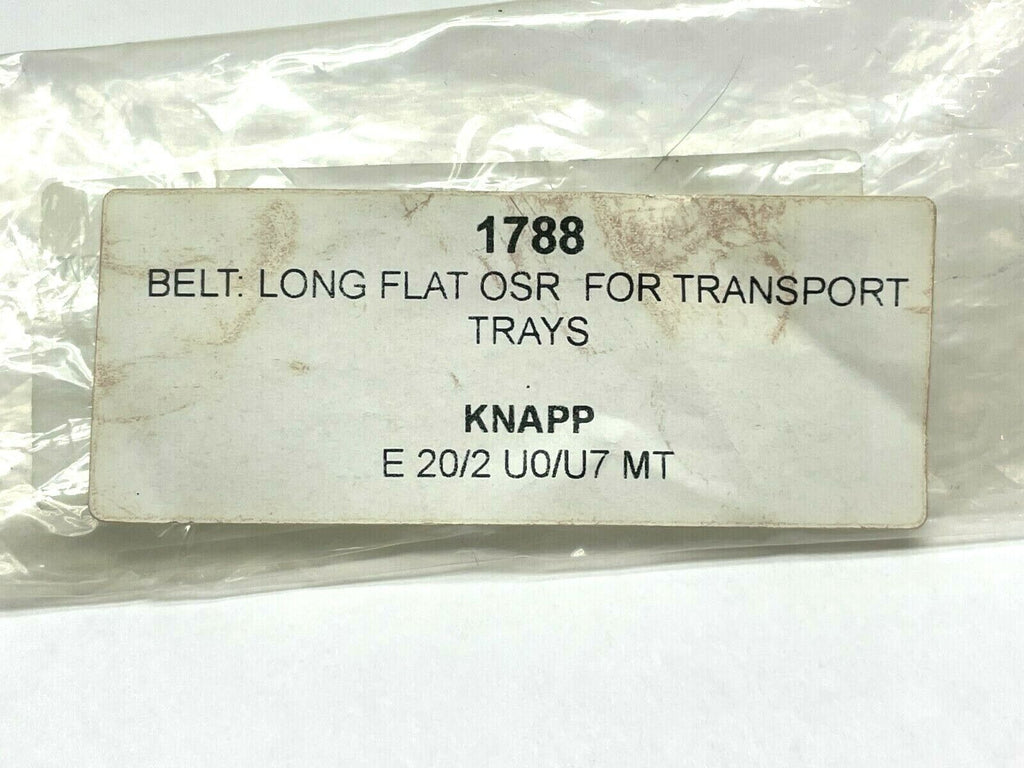 1788
BELT: LONG FLAT OSR FOR TRANSPORT
TRAYS
KNAPP
E 20/2 U0/U7 MT